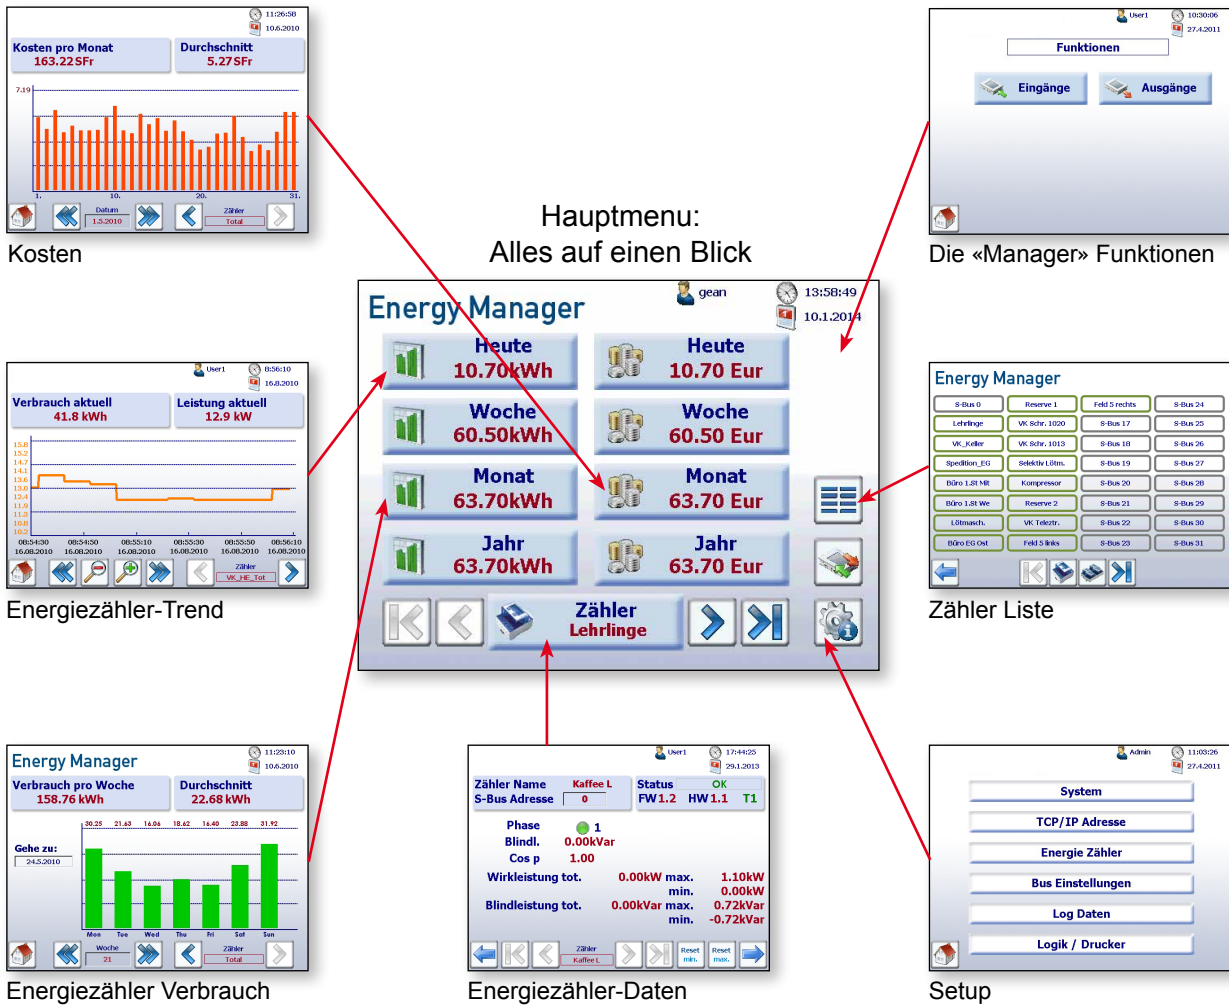 11:26:58
10.6.2010
Kosten pro Monat
163.22SFr
Durchschnitt
5.27SFr
7.19
1. 10. 20. 31.
Datum
1.5.2010
Zähler
Total
Kosten
User1
10:30:06
27.4.2011
Funktionen
Eingänge
Ausgänge
Die «Manager» Funktionen
Hauptmenu:
Alles auf einen Blick
Energy Manager
gean
13:58:49
10.1.2014
Heute
10.70kWh
Heute
10.70 Eur
Woche
60.50kWh
Woche
60.50 Eur
Monat
63.70kWh
Monat
63.70 Eur
Jahr
63.70kWh
Jahr
63.70 Eur
Zähler
Lehrlinge
User1
8:56:10
16.8.2010
Verbrauch aktuell
41.8 kWh
Leistung aktuell
12.9 kW
15.8
15.2
14.7
14.1
13.6
13.0
12.4
11.9
11.3
10.8
10.2
08:54:30 08:54:50 08:55:10 08:55:30 08:55:50 08:56:10
16.08.2010 16.08.2010 16.08.2010 16.08.2010 16.08.2010 16.08.2010
Zähler
VK_HE_Tot
Energiezähler-Trend
Energy Manager
S-Bus 0 Reserve 1 Feld 5 rechts S-Bus 24
Lehrlinge VK Schr. 1020 S-Bus 17 S-Bus 25
VK_Keller VK Schr. 1013 S-Bus 18 S-Bus 26
Spedition_EG Selektiv Lötm. S-Bus 19 S-Bus 27
Büro 1.St Mit Kompressor S-Bus 20 S-Bus 28
Büro 1.St We Reserve 2 S-Bus 21 S-Bus 29
Lötmasch. VK Teleztr. S-Bus 22 S-Bus 30
Büro EG Ost Feld 5 links S-Bus 23 S-Bus 31
Zähler Liste
Energy Manager
11:23:10
10.6.2010
Verbrauch pro Woche
158.76 kWh
Durchschnitt
22.68 kWh
30.25 21.63 16.06 18.62 16.40 23.88 31.92
Gehe zu:
24.5.2010
Mon Tue Wed Thu Fri Sat Sun
Woche
21
Zähler
Total
Energiezähler Verbrauch
User1
17:44:25
29.1.2013
Zähler Name Kaffee L
S-Bus Adresse 0
Status OK
FW1.2 HW1.1 T1
Phase 1
Blindl. 0.00kVar
Cos p 1.00
Wirkleistung tot. 0.00kW max. 1.10kW
min. 0.00kW
Blindleistung tot. 0.00kVar max. 0.72kVar
min. -0.72kVar
Zähler
Kaffee L
Reset min.
Reset max.
Energiezähler-Daten
Admin
11:03:26
27.4.2011
System
TCP/IP Adresse
Energie Zähler
Bus Einstellungen
Log Daten
Logik / Drucker
Setup